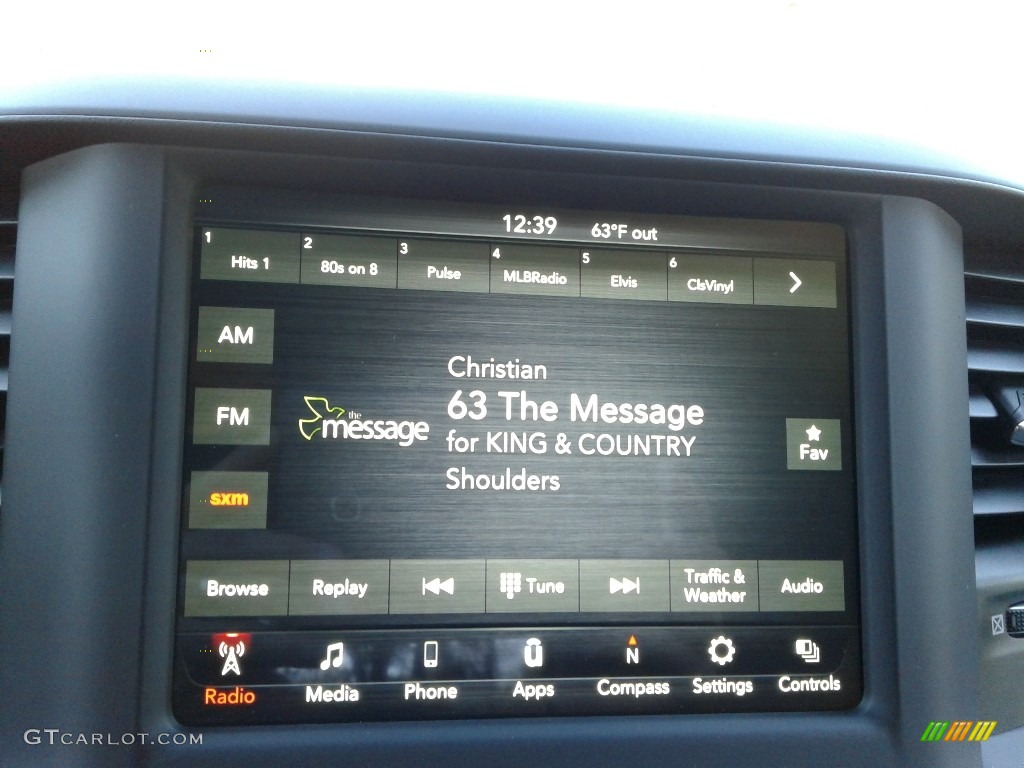 12:39 63°F out
1 Hits 1 2 80s on 8 3 Pulse 4 MLBRadio 5 Elvis 6 ClsVinyl
AM
Christian
63 The Message
the message
for KING & COUNTRY
FM
Fav
Shoulders
sxm
Browse Replay Tune Traffic & Weather Audio
N
Radio Media Phone Apps Compass Settings Controls
GTcarlot.com